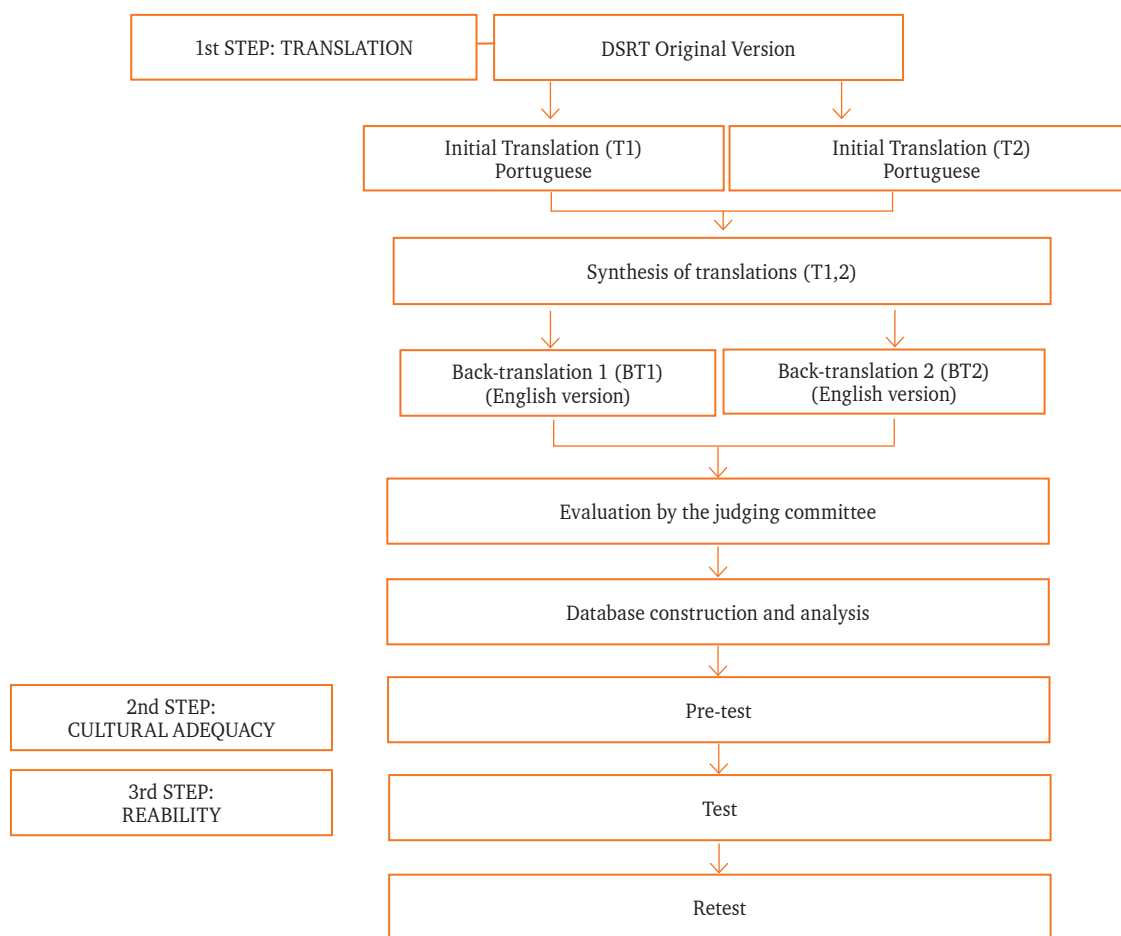 1st STEP: TRANSLATION
DSRT Original Version
Initial Translation (T1)
Portuguese
Initial Translation (T2)
Portuguese
Synthesis of translations (T1,2)
Back-translation 1 (BT1)
(English version)
Back-translation 2 (BT2)
(English version)
Evaluation by the judging committee
Database construction and analysis
2nd STEP:
CULTURAL ADEQUACY
Pre-test
3rd STEP:
REABILITY
Test
Retest